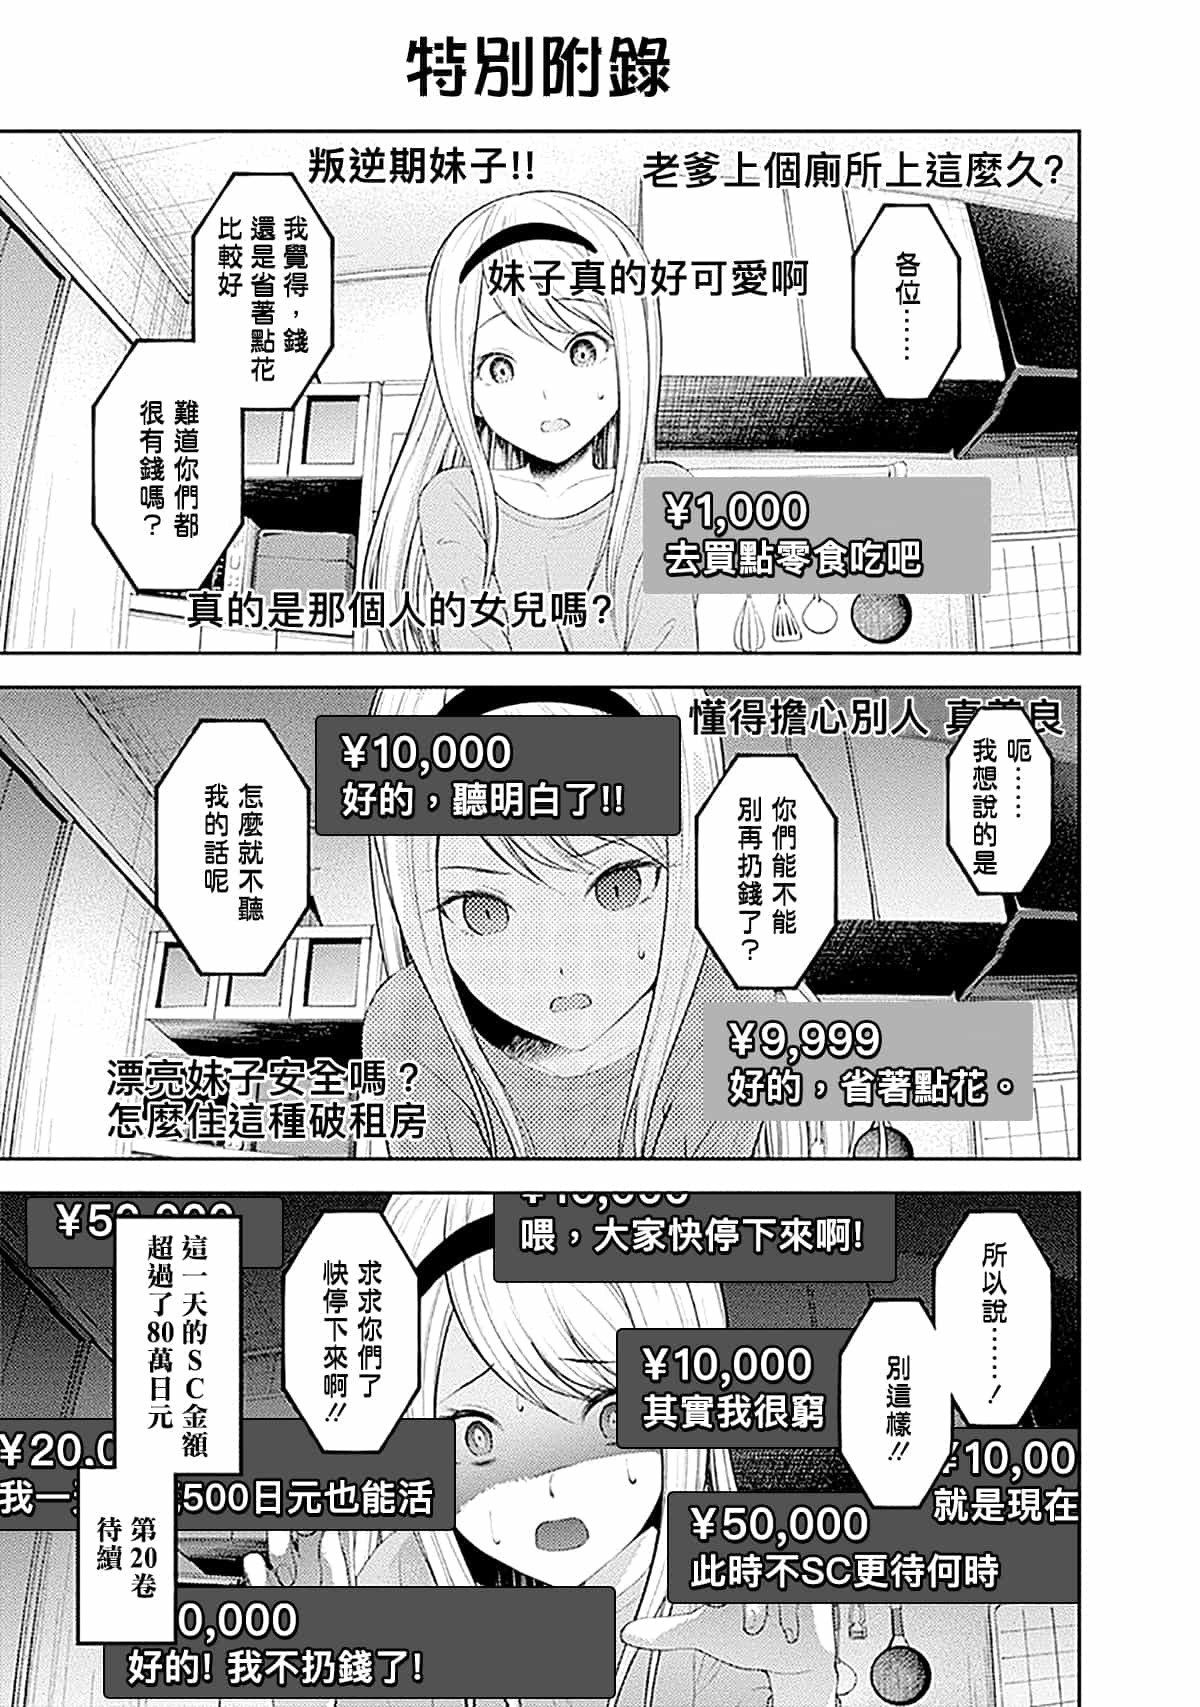 特別附錄
老爹上個廁所上這麼久?
叛逆期妹子!!
各位……
妹子真的好可愛啊
我覺得，錢
還是省著點花
比較好
難道你們都
很有錢嗎？
¥1,000
去買點零食吃吧
真的是那個人的女兒嗎?
懂得擔心別人 真善良
呃……
我想說的是
你們能不能
別再扔錢了？
¥10,000
好的，聽明白了!!
怎麼就不聽
我的話呢
¥9,999
好的，省著點花。
漂亮妹子安全嗎？
怎麼住這種破租房
所以說……！
別這樣!!
¥10,000
喂，大家快停下來啊!
求求你們了
快停下來啊!!
¥10,000
其實我很窮
¥10,00
就是現在
¥50,000
此時不SC更待何時
¥50,000
¥20,0
我一
500日元也能活
0,000
好的! 我不扔錢了!
這一天的SC金額
超過了80萬日元
第20卷
待續